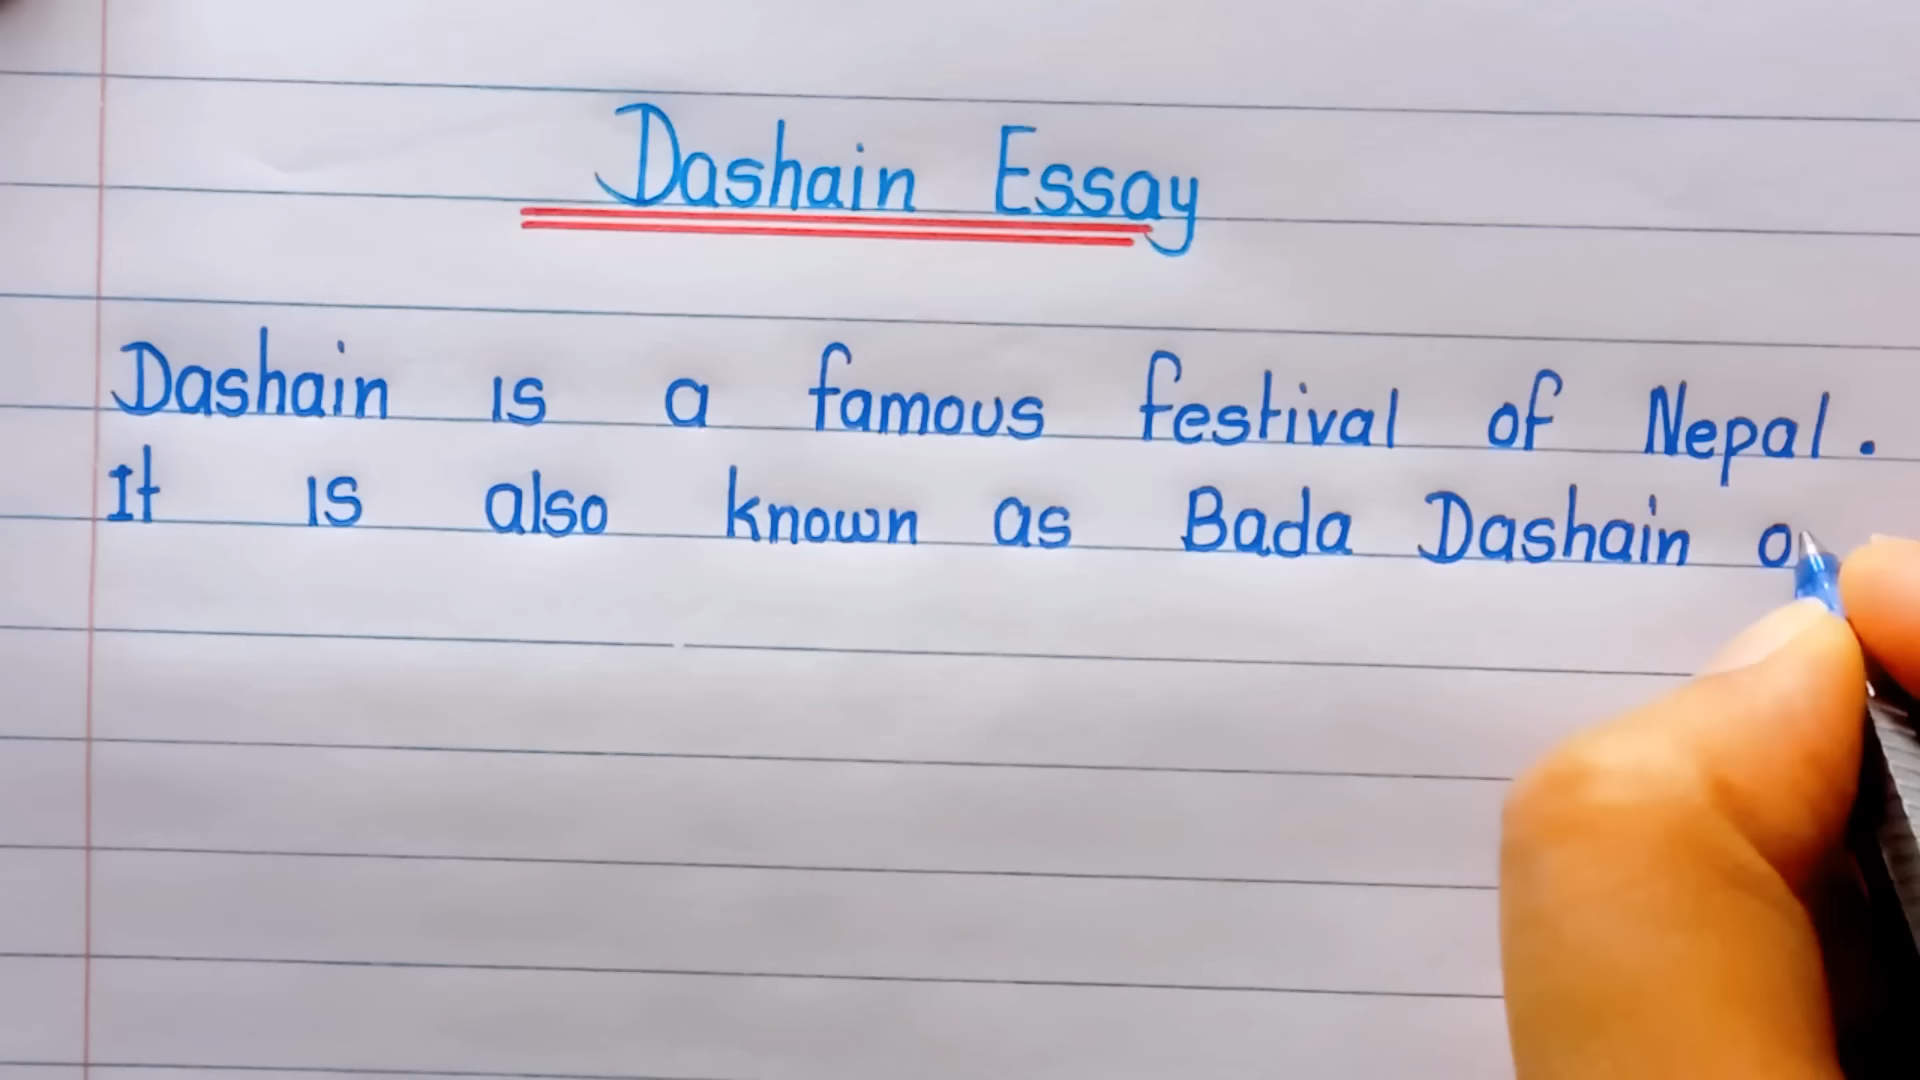 Dashain Essay
Dashain is a famous festival of Nepal.
It is also known as Bada Dashain o